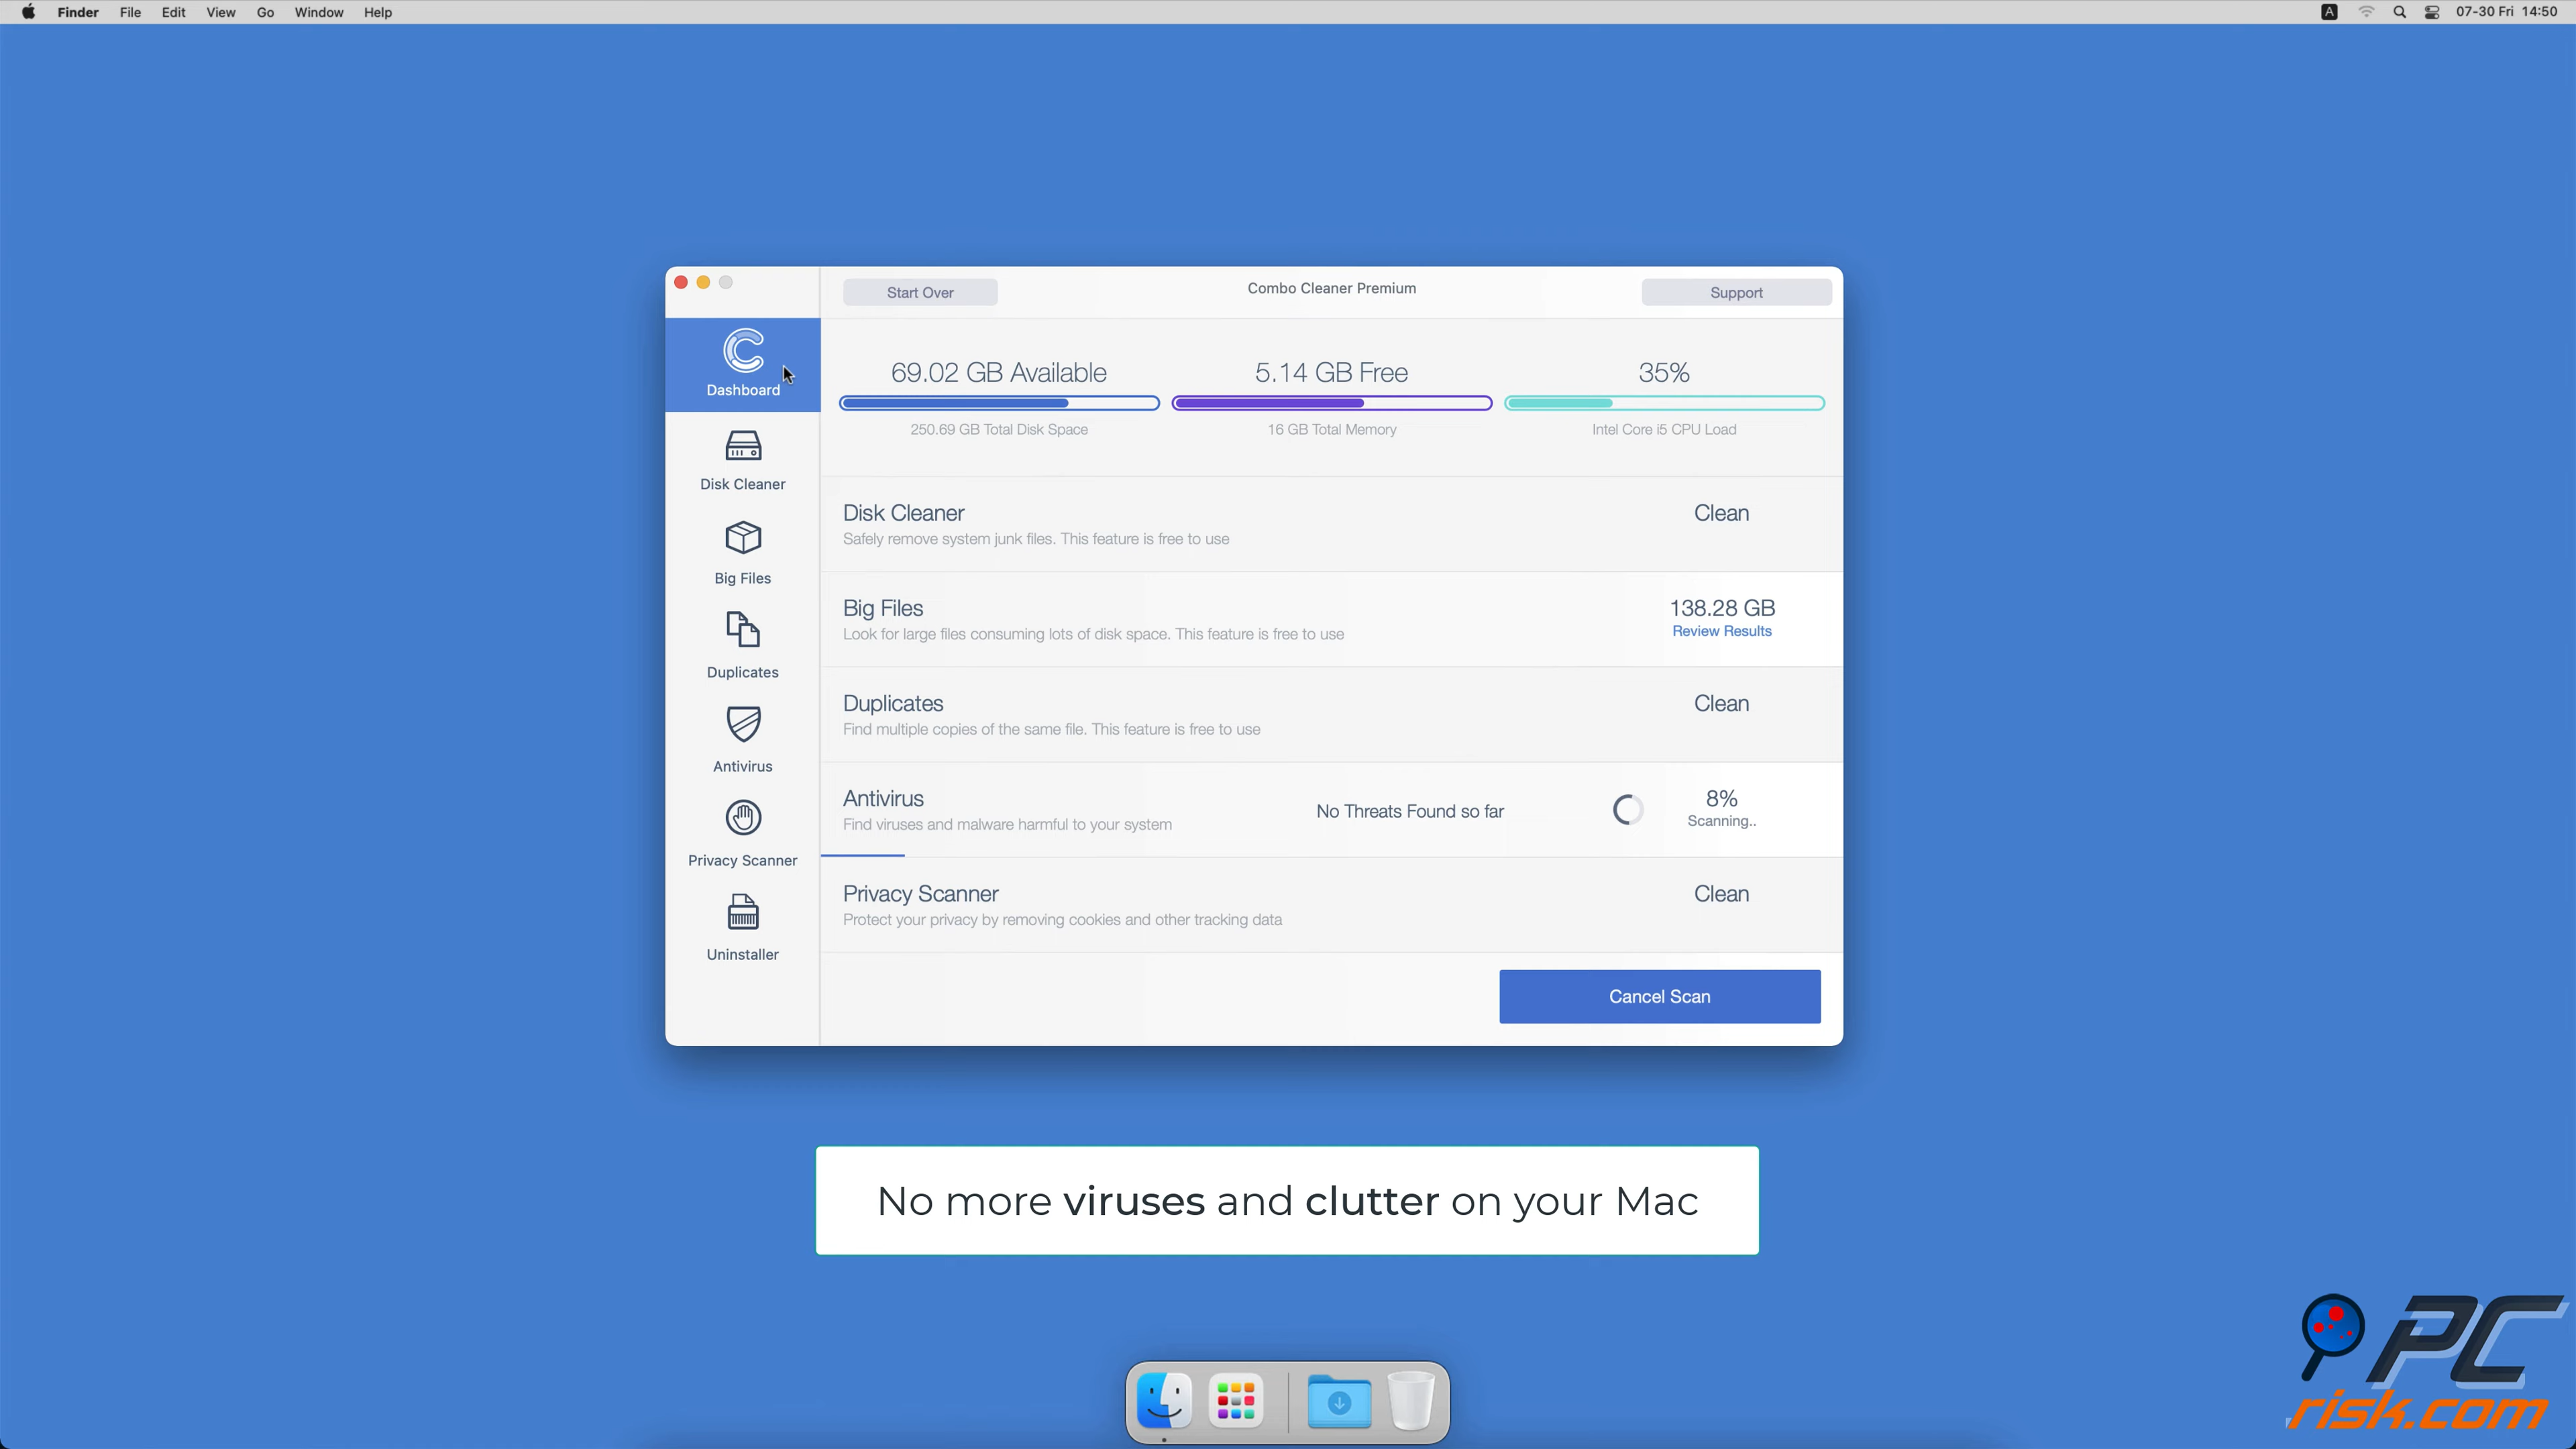 Finder File Edit View Go Window Help
A 07-30 Fri 14:50
Start Over
Combo Cleaner Premium
Support
Dashboard
Disk Cleaner
Big Files
Duplicates
Antivirus
Privacy Scanner
Uninstaller
69.02 GB Available
250.69 GB Total Disk Space
5.14 GB Free
16 GB Total Memory
35%
Intel Core i5 CPU Load
Disk Cleaner
Safely remove system junk files. This feature is free to use
Clean
Big Files
Look for large files consuming lots of disk space. This feature is free to use
138.28 GB
Review Results
Duplicates
Find multiple copies of the same file. This feature is free to use
Clean
Antivirus
Find viruses and malware harmful to your system
No Threats Found so far
8%
Scanning..
Privacy Scanner
Protect your privacy by removing cookies and other tracking data
Clean
Cancel Scan
No more viruses and clutter on your Mac
PC
risk.com